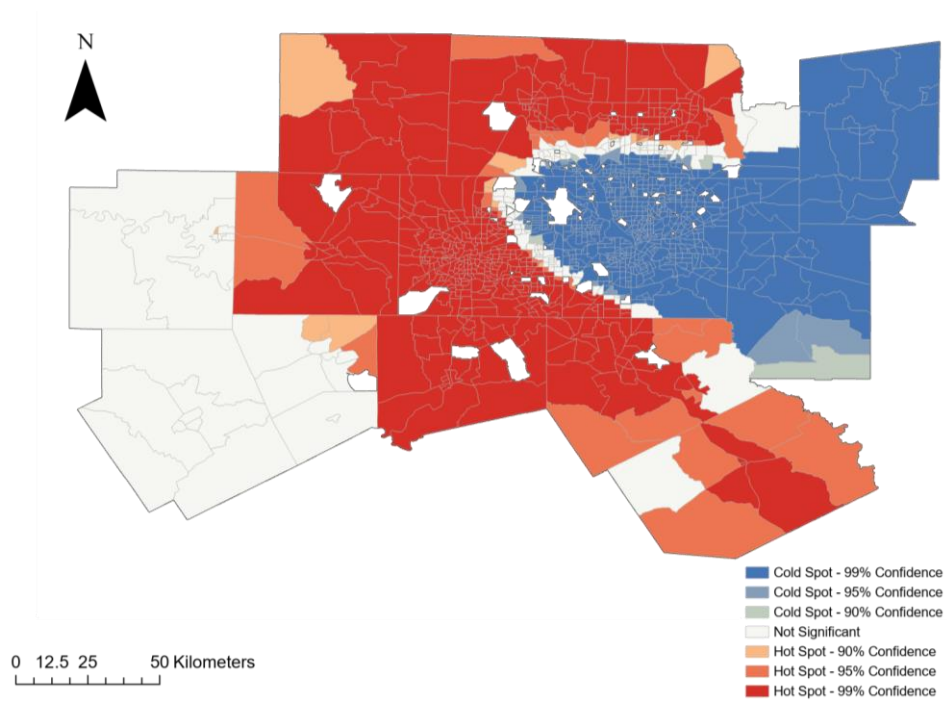 N
Cold Spot - 99% Confidence
Cold Spot - 95% Confidence
Cold Spot - 90% Confidence
Not Significant
Hot Spot - 90% Confidence
Hot Spot - 95% Confidence
Hot Spot - 99% Confidence
0 12.5 25 50 Kilometers